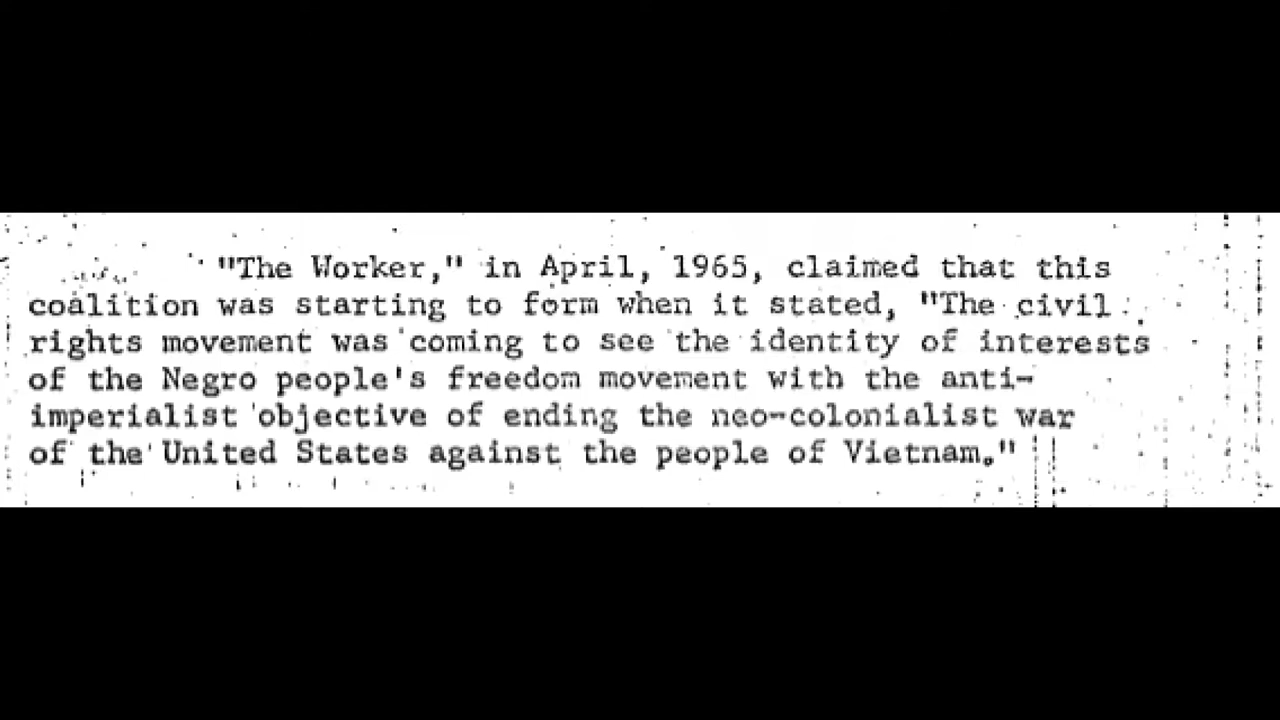 "The Worker," in April, 1965, claimed that this
coalition was starting to form when it stated, "The civil
rights movement was coming to see the identity of interests
of the Negro people's freedom movement with the anti-
imperialist objective of ending the neo-colonialist war
of the United States against the people of Vietnam."